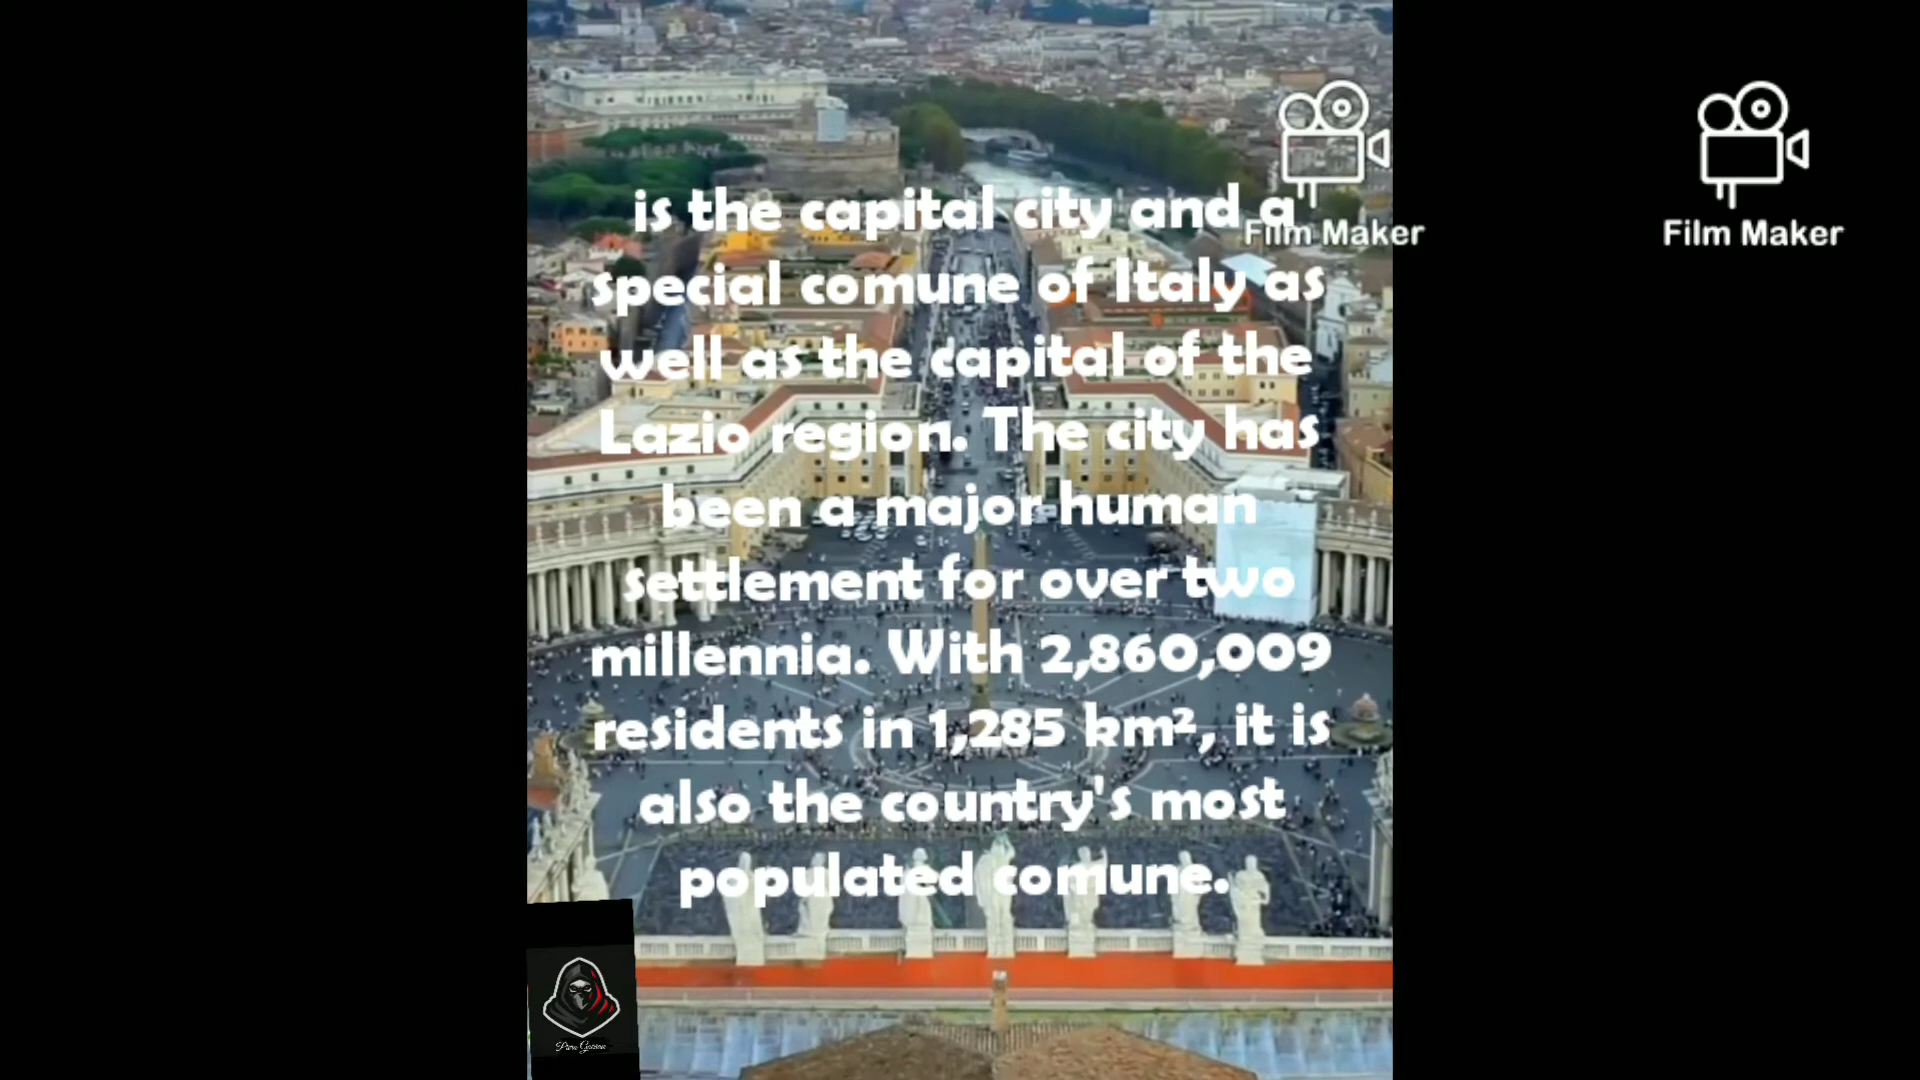 is the capital city and a
special comune of Italy as
well as the capital of the
Lazio region. The city has
been a major human
settlement for over two
millennia. With 2,860,009
residents in 1,285 km², it is
also the country's most
populated comune.
Film Maker
Film Maker